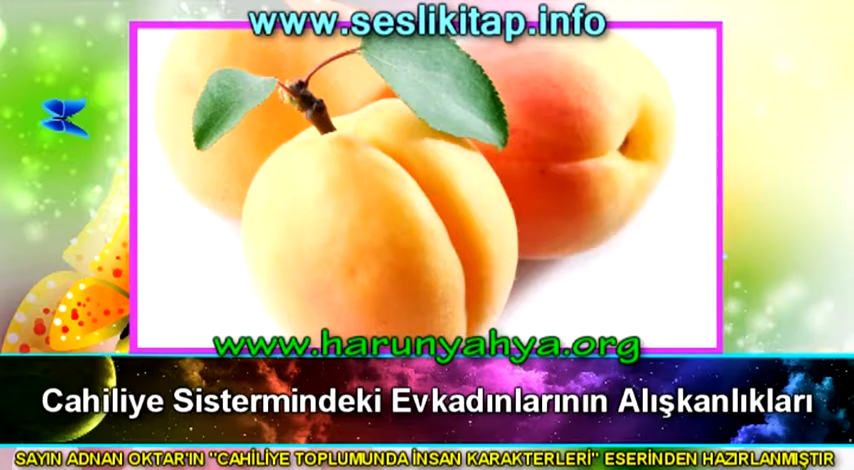 www.seslikitap.info
www.harunyahya.org
Cahiliye Sistermindeki Evkadınlarının Alışkanlıkları
SAYIN ADNAN OKTAR'IN "CAHİLİYE TOPLUMUNDA İNSAN KARAKTERLERİ" ESERİNDEN HAZIRLANMIŞTIR